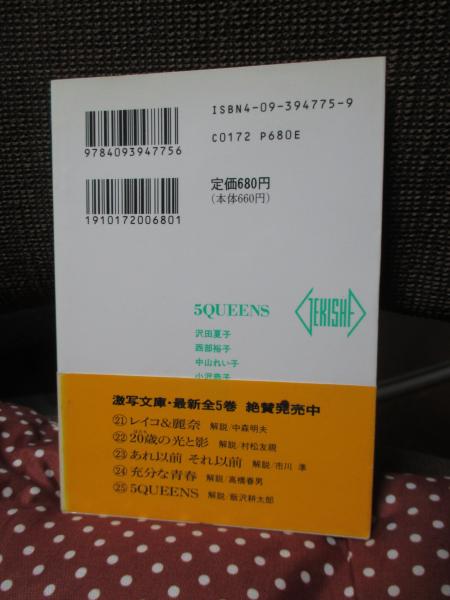 ISBN4-09-394775-9
C0172 P680E
9784093947756
定価680円
(本体660円)
1910172006801
GEKISHA
5QUEENS
沢田夏子
西部裕子
中山れい子
激写文庫・最新全5巻 絶賛発売中
㉑レイコ&麗奈 解説/中森明夫
㉒20歳の光と影 解説/村松友視
はたち
㉓あれ以前 それ以前 解説/市川 準
㉔充分な青春 解説/高橋春男
㉕5QUEENS 解説/飯沢耕太郎